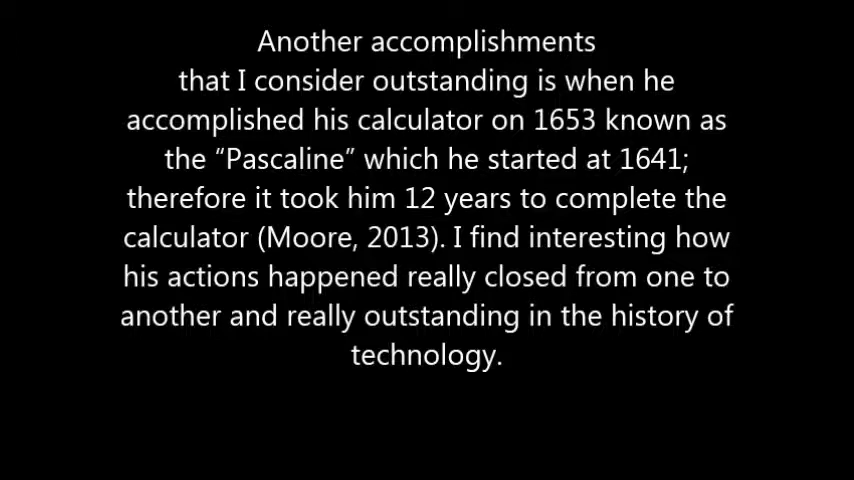 Another accomplishments
that I consider outstanding is when he
accomplished his calculator on 1653 known as
the “Pascaline” which he started at 1641;
therefore it took him 12 years to complete the
calculator (Moore, 2013). I find interesting how
his actions happened really closed from one to
another and really outstanding in the history of
technology.